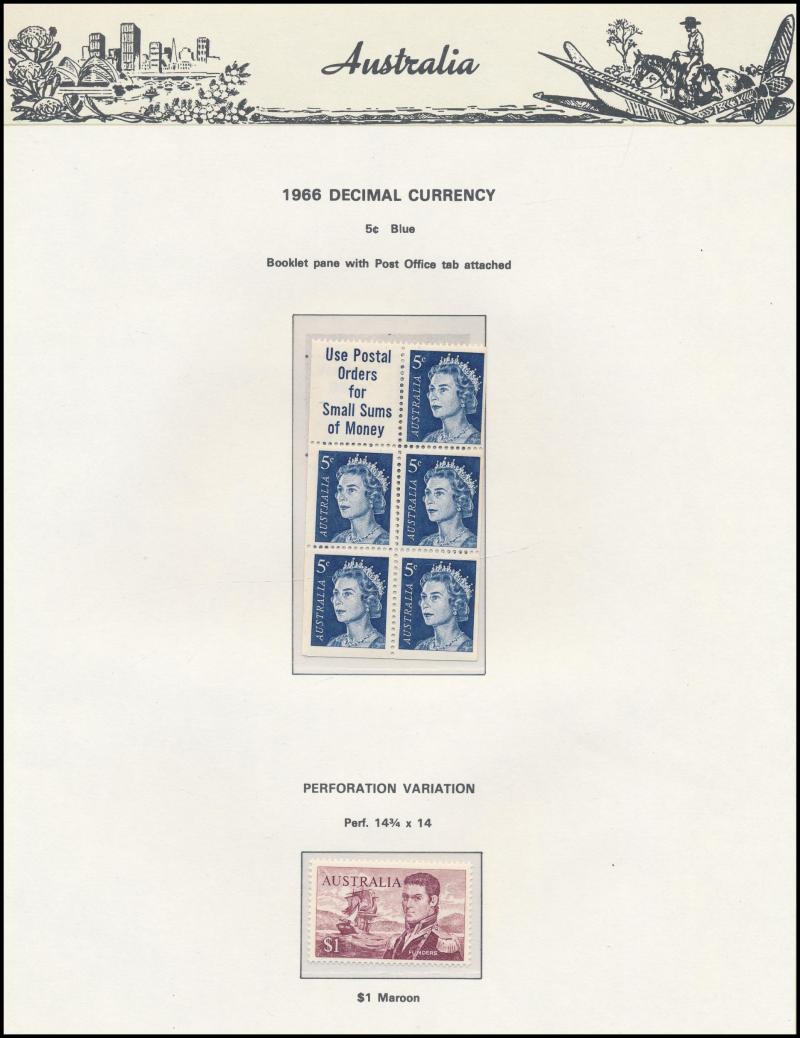 Australia
1966 DECIMAL CURRENCY
5c Blue
Booklet pane with Post Office tab attached
Use Postal
Orders
for
Small Sums
of Money
5c
AUSTRALIA
5c
AUSTRALIA
5c
AUSTRALIA
5c
AUSTRALIA
5c
AUSTRALIA
PERFORATION VARIATION
Perf. 14¾ x 14
AUSTRALIA
$1
FLINDERS
$1 Maroon